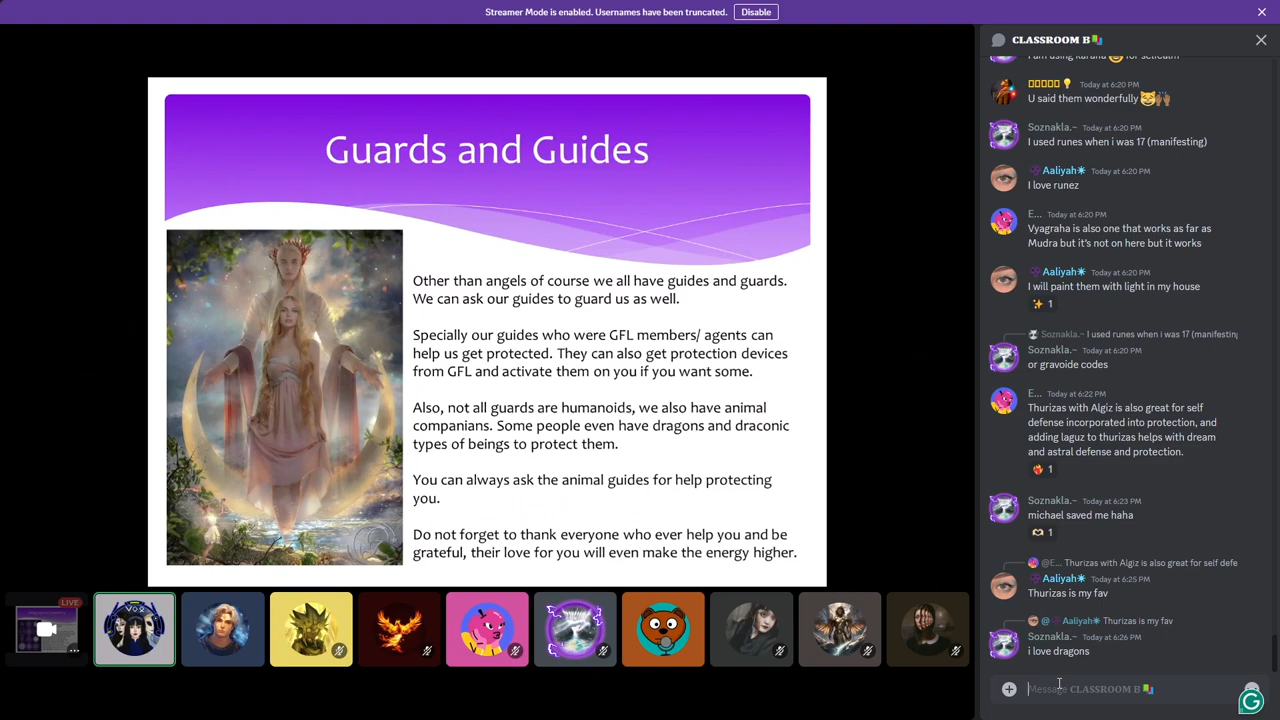 Streamer Mode is enabled. Usernames have been truncated.
Disable
Guards and Guides
Other than angels of course we all have guides and guards.
We can ask our guides to guard us as well.
Specially our guides who were GFL members/ agents can
help us get protected. They can also get protection devices
from GFL and activate them on you if you want some.
Also, not all guards are humanoids, we also have animal
companians. Some people even have dragons and draconic
types of beings to protect them.
You can always ask the animal guides for help protecting
you.
Do not forget to thank everyone who ever help you and be
grateful, their love for you will even make the energy higher.
LIVE
VOX
CLASSROOM B
Today at 6:20 PM
U said them wonderfully
Soznakla.~ Today at 6:20 PM
I used runes when i was 17 (manifesting)
Aaliyah Today at 6:20 PM
I love runez
E... Today at 6:20 PM
Vyagraha is also one that works as far as
Mudra but it's not on here but it works
Aaliyah Today at 6:20 PM
I will paint them with light in my house
1
Soznakla.~ I used runes when i was 17 (manifestin
Soznakla.~ Today at 6:20 PM
or gravoide codes
E... Today at 6:22 PM
Thurizas with Algiz is also great for self
defense incorporated into protection, and
adding laguz to thurizas helps with dream
and astral defense and protection.
1
Soznakla.~ Today at 6:23 PM
michael saved me haha
1
@E... Thurizas with Algiz is also great for self defe
Aaliyah Today at 6:25 PM
Thurizas is my fav
@ Aaliyah Thurizas is my fav
Soznakla.~ Today at 6:26 PM
i love dragons
Message CLASSROOM B